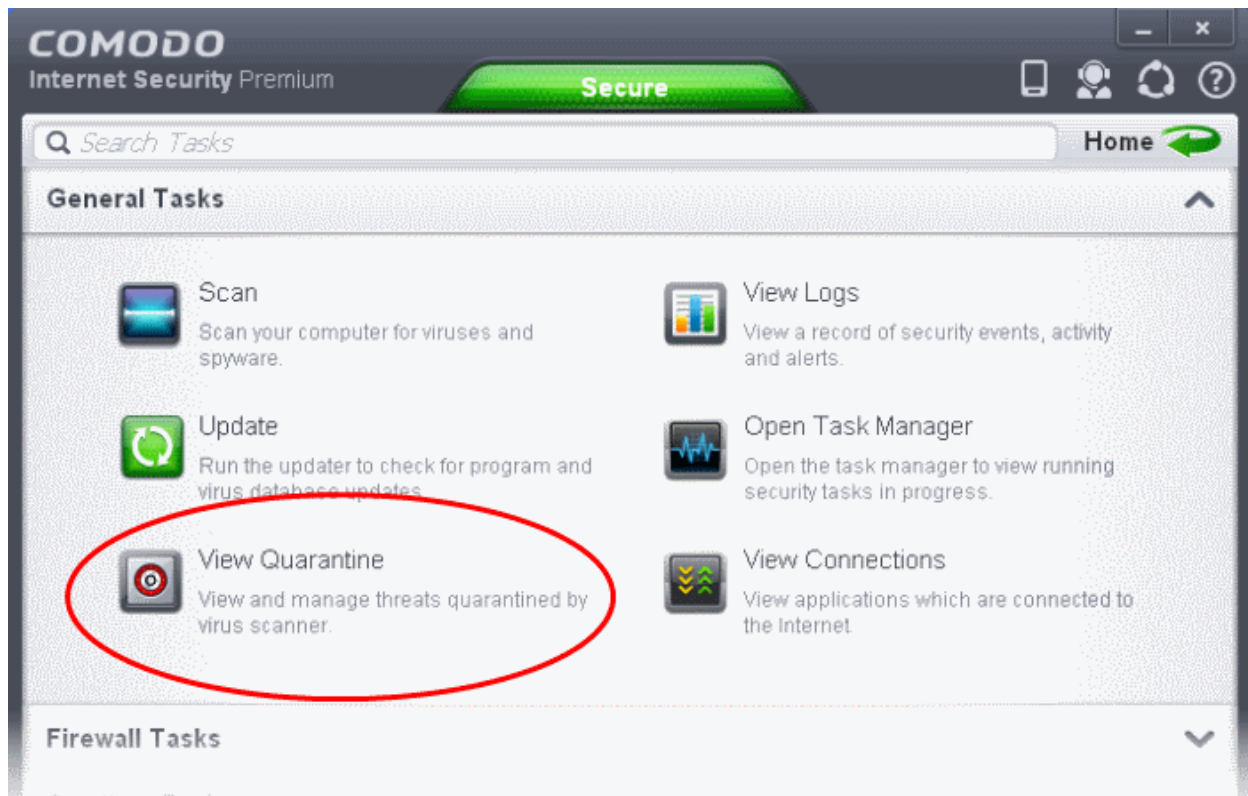 COMODO
Internet Security Premium
Secure
Search Tasks
Home
General Tasks
Scan
Scan your computer for viruses and
spyware.
View Logs
View a record of security events, activity
and alerts.
Update
Run the updater to check for program and
virus database updates.
Open Task Manager
Open the task manager to view running
security tasks in progress.
View Quarantine
View and manage threats quarantined by
virus scanner.
View Connections
View applications which are connected to
the Internet.
Firewall Tasks